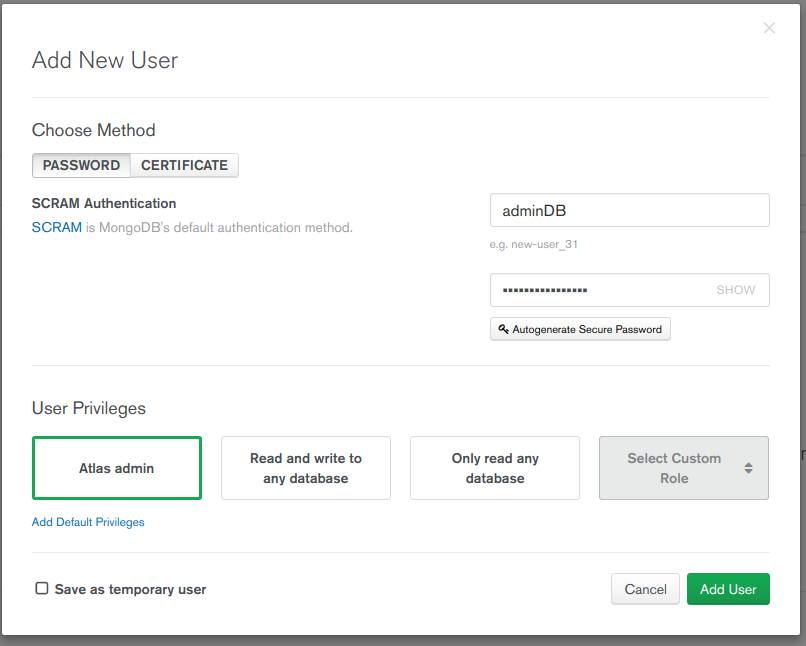 Add New User
Choose Method
PASSWORD CERTIFICATE
SCRAM Authentication
SCRAM is MongoDB's default authentication method.
adminDB
e.g. new-user_31
•••••••••••••••• SHOW
Autogenerate Secure Password
User Privileges
Atlas admin
Read and write to
any database
Only read any
database
Select Custom
Role
Add Default Privileges
Save as temporary user
Cancel
Add User